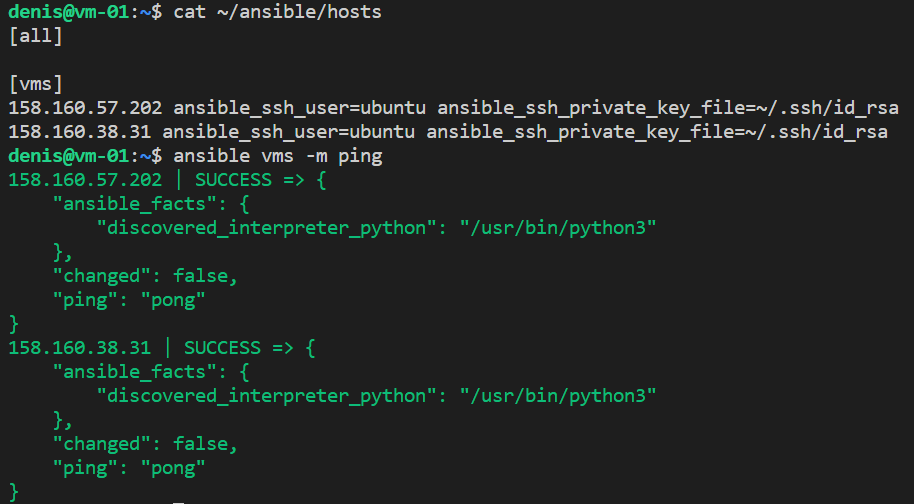 denis@vm-01:~$ cat ~/ansible/hosts
[all]

[vms]
158.160.57.202 ansible_ssh_user=ubuntu ansible_ssh_private_key_file=~/.ssh/id_rsa
158.160.38.31 ansible_ssh_user=ubuntu ansible_ssh_private_key_file=~/.ssh/id_rsa
denis@vm-01:~$ ansible vms -m ping
158.160.57.202 | SUCCESS => {
    "ansible_facts": {
        "discovered_interpreter_python": "/usr/bin/python3"
    },
    "changed": false,
    "ping": "pong"
}
158.160.38.31 | SUCCESS => {
    "ansible_facts": {
        "discovered_interpreter_python": "/usr/bin/python3"
    },
    "changed": false,
    "ping": "pong"
}